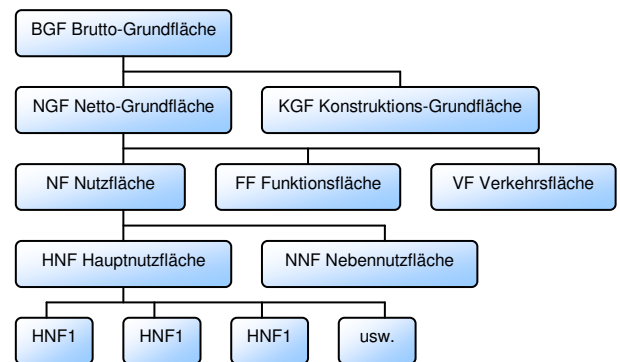 BGF Brutto-Grundfläche
NGF Netto-Grundfläche
KGF Konstruktions-Grundfläche
NF Nutzfläche
FF Funktionsfläche
VF Verkehrsfläche
HNF Hauptnutzfläche
NNF Nebennutzfläche
HNF1
HNF1
HNF1
usw.